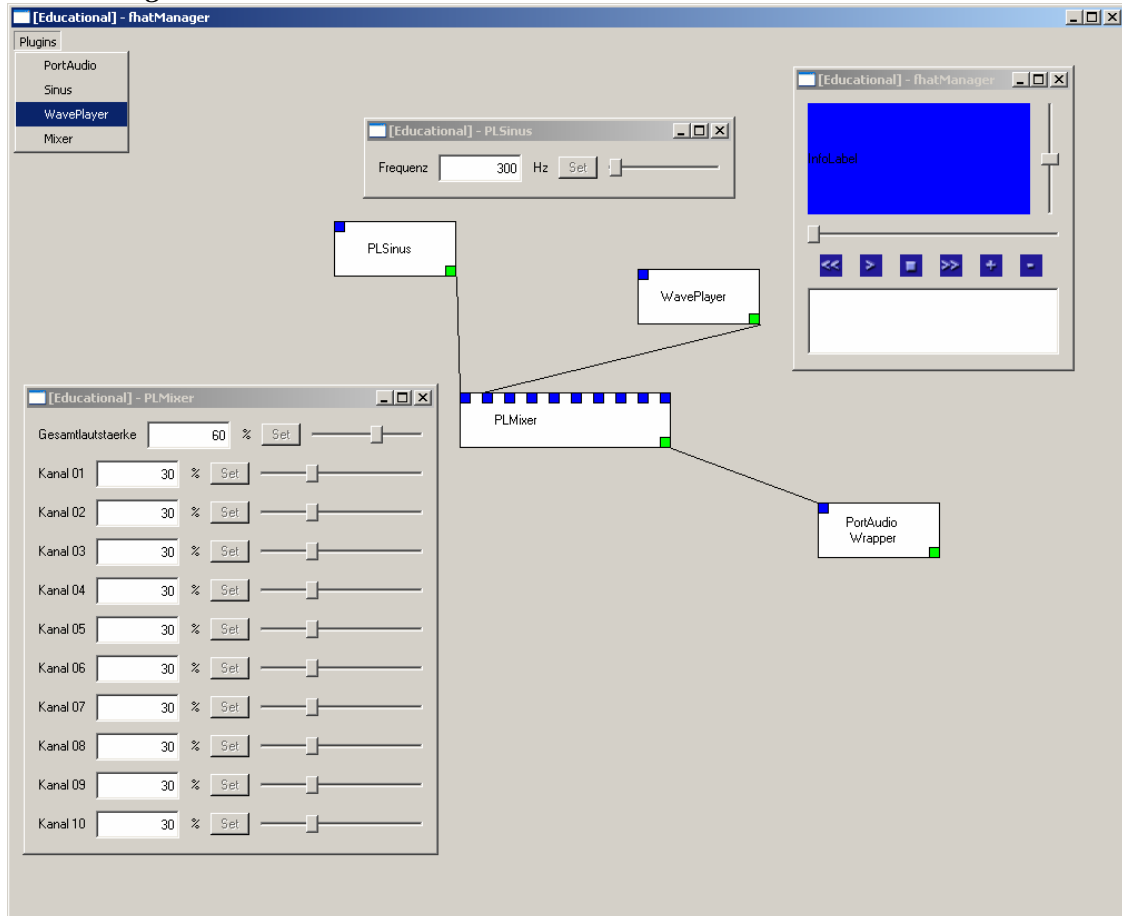 [Educational] - fhatManager
Plugins
PortAudio
Sinus
WavePlayer
Mixer
[Educational] - PLSinus
Frequenz 300 Hz Set
[Educational] - fhatManager
InfoLabel
<< > ■ >> + -
PLSinus
WavePlayer
PLMixer
PortAudio
Wrapper
[Educational] - PLMixer
Gesamtlautstaerke 60 % Set
Kanal 01 30 % Set
Kanal 02 30 % Set
Kanal 03 30 % Set
Kanal 04 30 % Set
Kanal 05 30 % Set
Kanal 06 30 % Set
Kanal 07 30 % Set
Kanal 08 30 % Set
Kanal 09 30 % Set
Kanal 10 30 % Set